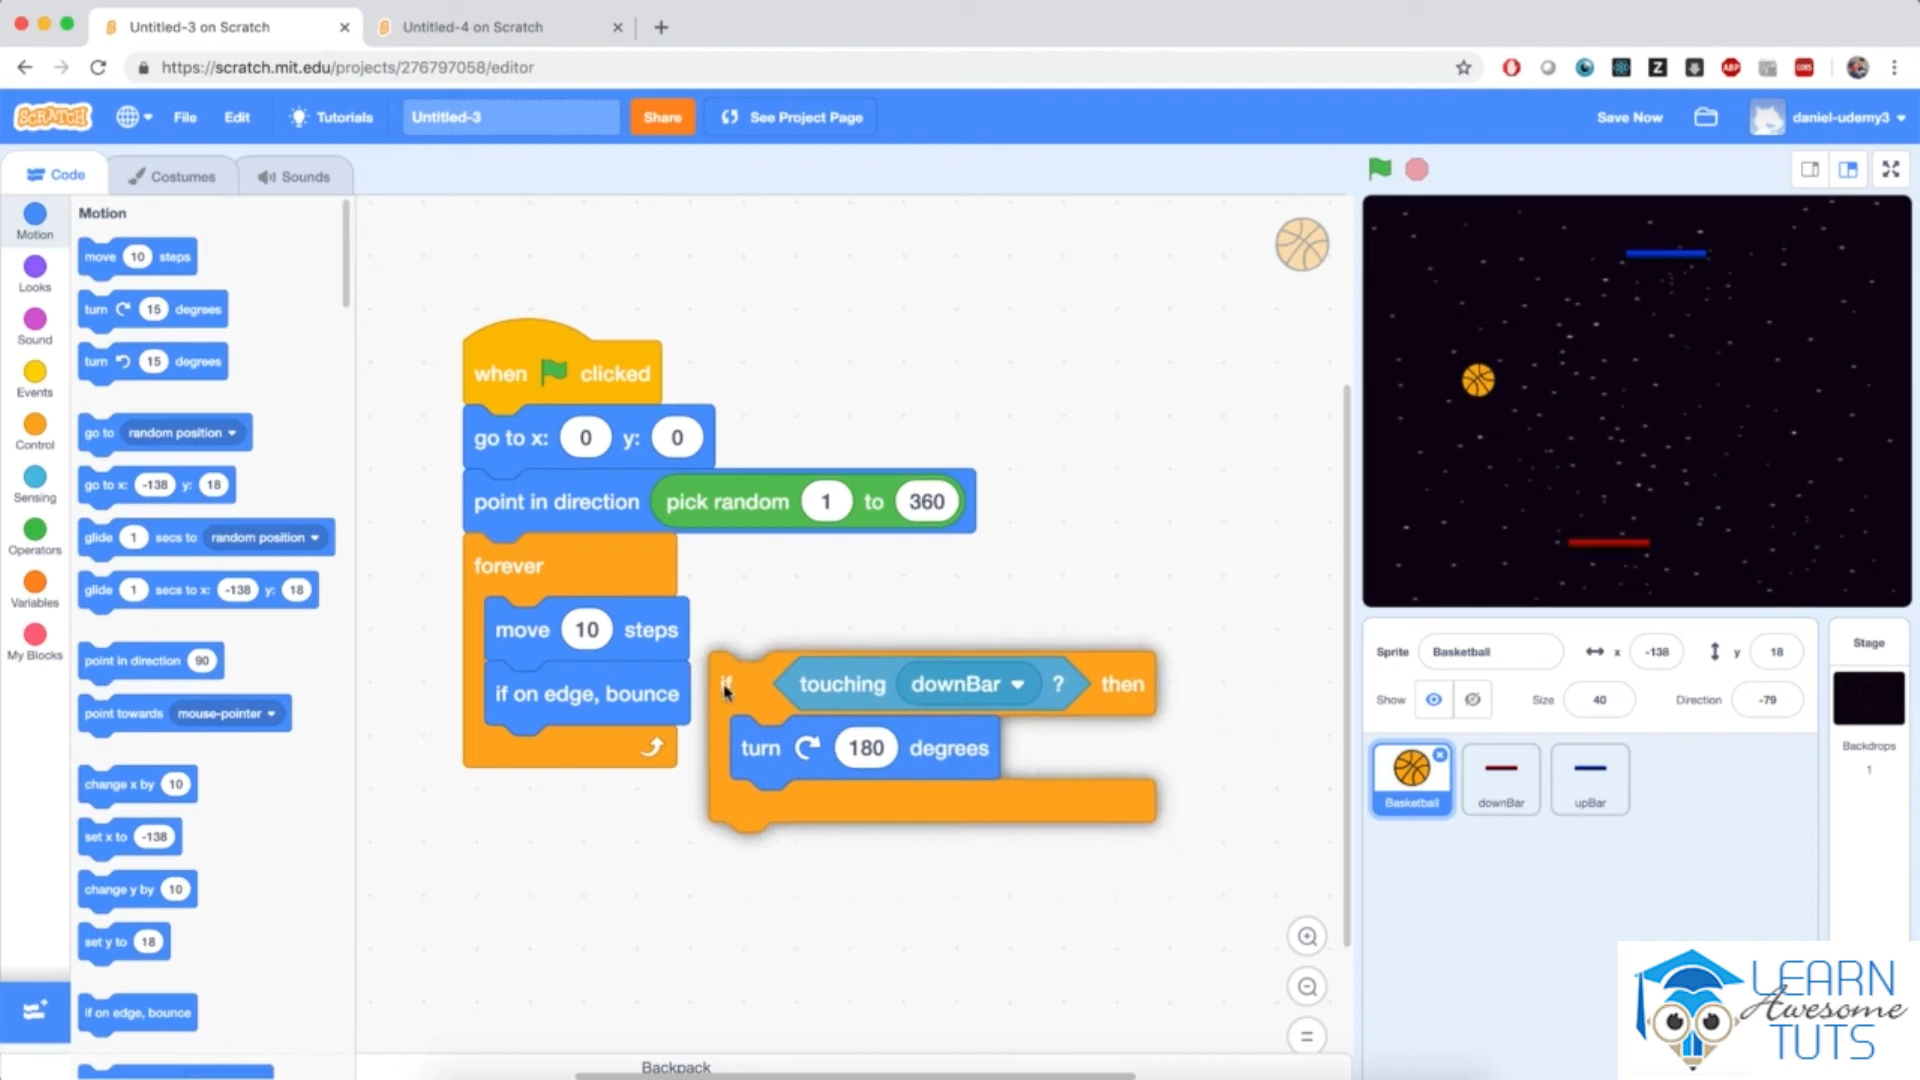 Untitled-3 on Scratch
Untitled-4 on Scratch
https://scratch.mit.edu/projects/276797058/editor
Z
ABP
CORS
SCRATCH
File
Edit
Tutorials
Untitled-3
Share
See Project Page
Save Now
daniel-udemy3
Code
Costumes
Sounds
Motion
Looks
Sound
Events
Control
Sensing
Operators
Variables
My Blocks
Motion
move 10 steps
turn 15 degrees
turn 15 degrees
go to random position
go to x: -138 y: 18
glide 1 secs to random position
glide 1 secs to x: -138 y: 18
point in direction 90
point towards mouse-pointer
change x by 10
set x to -138
change y by 10
set y to 18
if on edge, bounce
when clicked
go to x: 0 y: 0
point in direction pick random 1 to 360
forever
move 10 steps
if on edge, bounce
if touching downBar ? then
turn 180 degrees
Backpack
Sprite Basketball x -138 y 18
Show Size 40 Direction -79
Basketball
downBar
upBar
Stage
Backdrops
1
LEARN
Awesome
TUTS